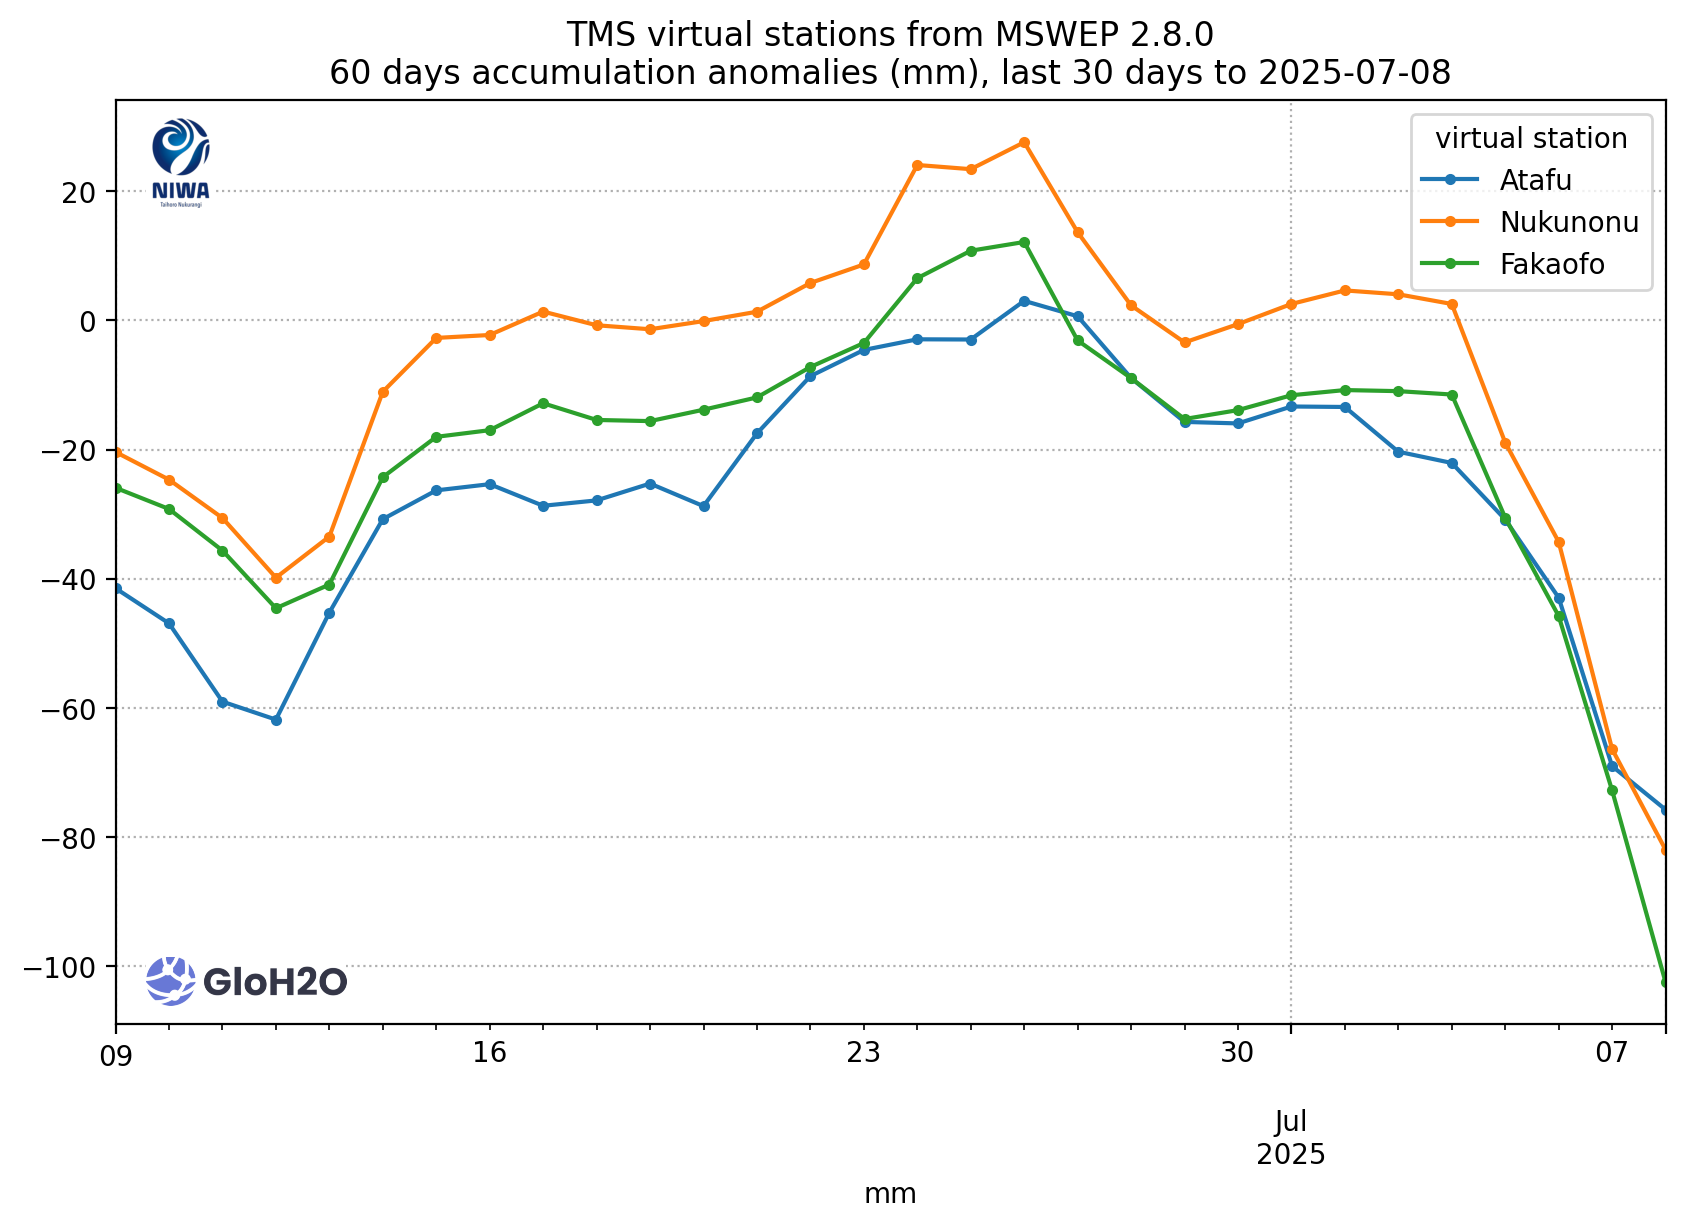 TMS virtual stations from MSWEP 2.8.0
60 days accumulation anomalies (mm), last 30 days to 2025-07-08
NIWA
Taihoro Nukurangi
virtual station
Atafu
Nukunonu
Fakaofo
20
0
−20
−40
−60
−80
−100
GloH2O
09
16
23
30
07
Jul
2025
mm